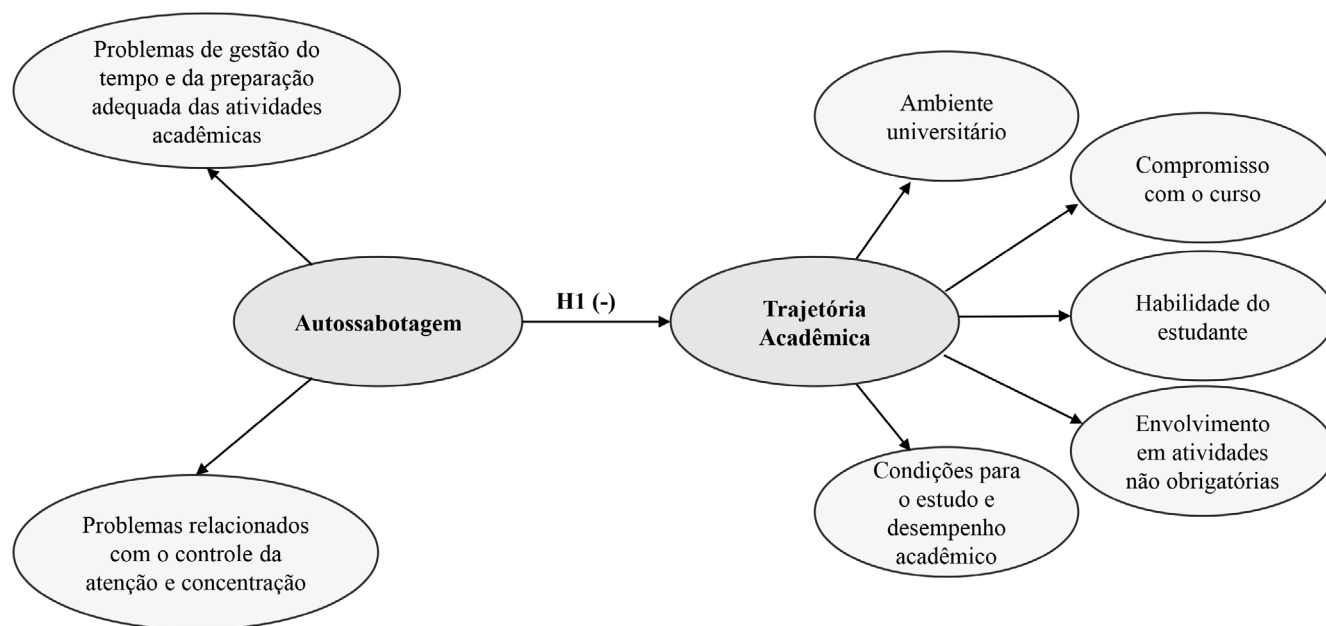 Problemas de gestão do
tempo e da preparação
adequada das atividades
acadêmicas
Ambiente
universitário
Compromisso
com o curso
Autossabotagem
H1 (-)
Trajetória
Acadêmica
Habilidade do
estudante
Envolvimento
em atividades
não obrigatórias
Condições para
o estudo e
desempenho
acadêmico
Problemas relacionados
com o controle da
atenção e concentração